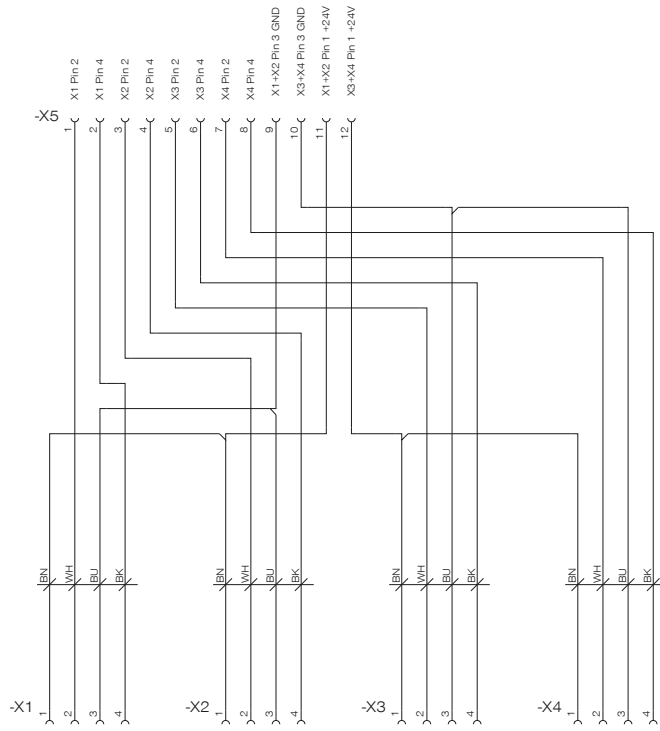 X1 Pin 2
X1 Pin 4
X2 Pin 2
X2 Pin 4
X3 Pin 2
X3 Pin 4
X4 Pin 2
X4 Pin 4
X1+X2 Pin 3 GND
X3+X4 Pin 3 GND
X1+X2 Pin 1 +24V
X3+X4 Pin 1 +24V
-X5
1
2
3
4
5
6
7
8
9
10
11
12
BN
WH
BU
BK
BN
WH
BU
BK
BN
WH
BU
BK
BN
WH
BU
BK
-X1
1
2
3
4
-X2
1
2
3
4
-X3
1
2
3
4
-X4
1
2
3
4